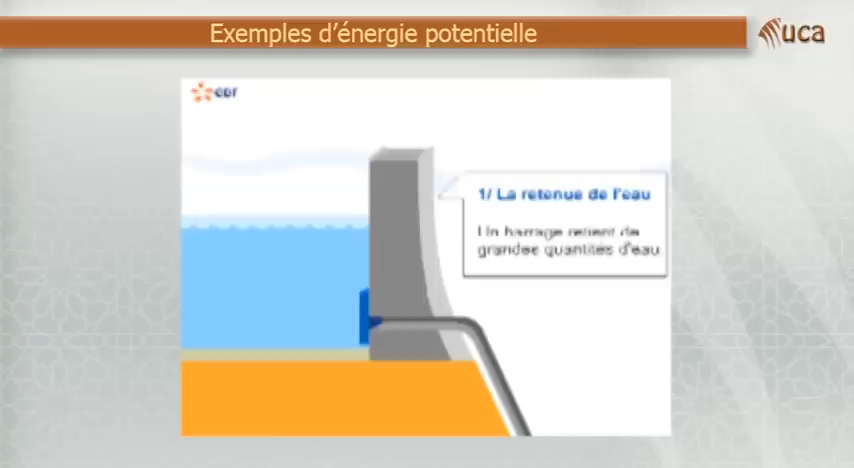 Exemples d'énergie potentielle
uca
edf
1/ La retenue de l'eau
Un barrage retient de
grandes quantités d'eau.